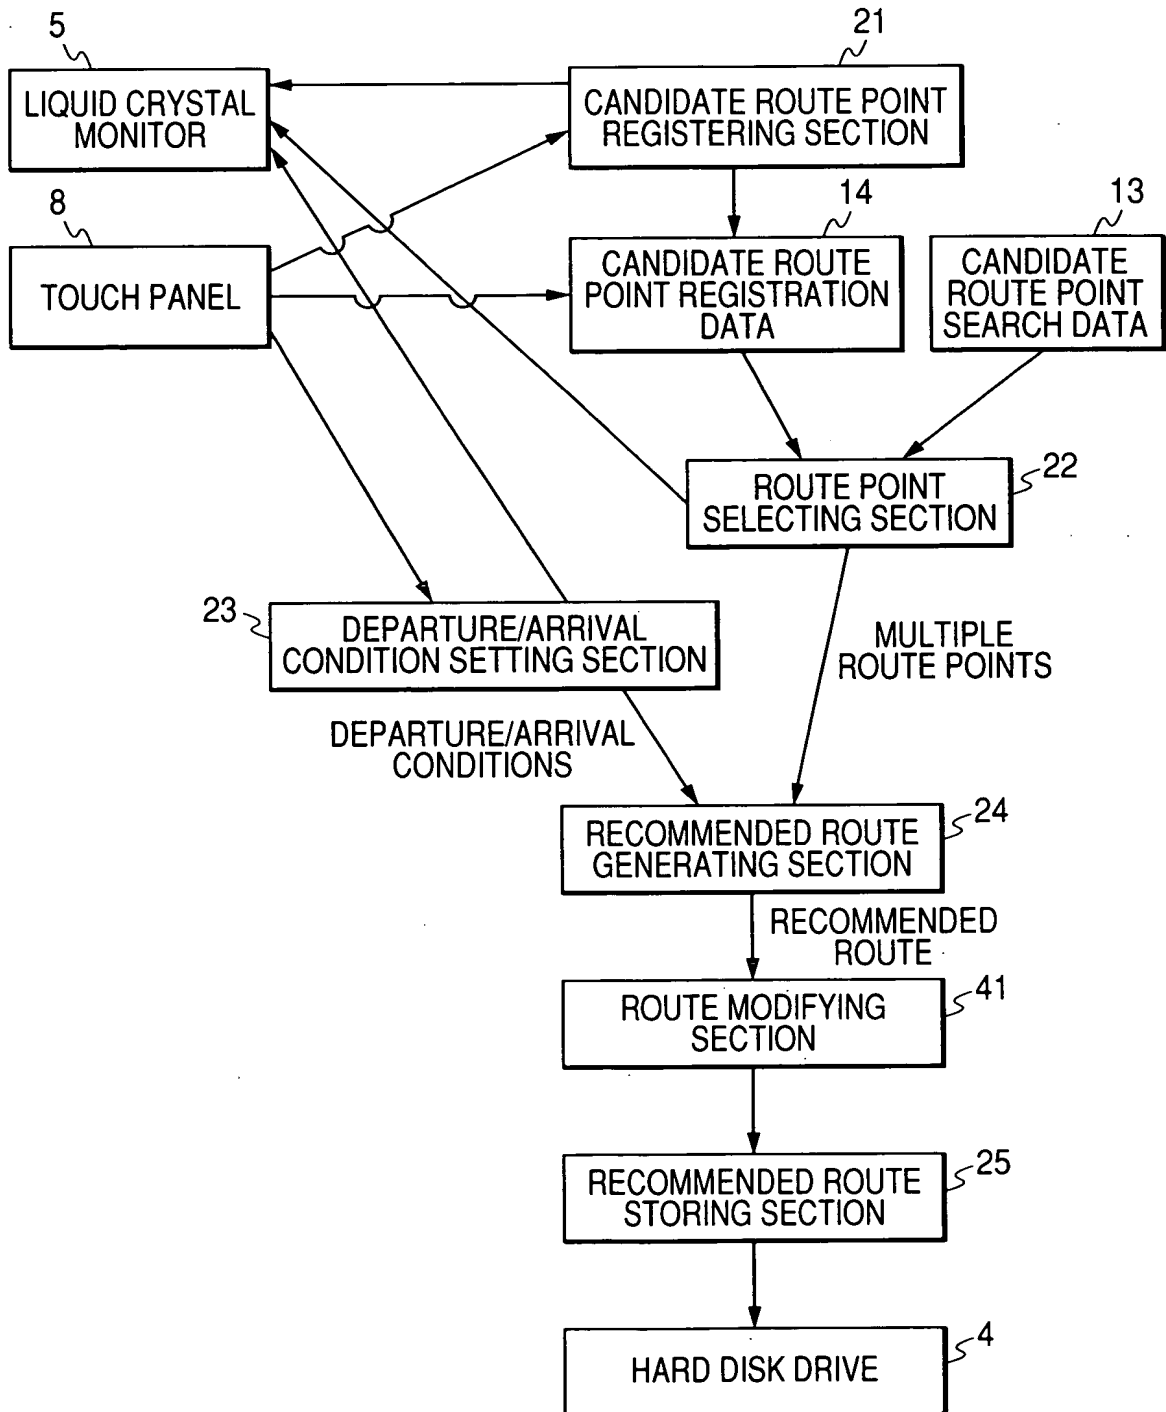 5
LIQUID CRYSTAL
MONITOR
21
CANDIDATE ROUTE POINT
REGISTERING SECTION
8
TOUCH PANEL
14
CANDIDATE ROUTE
POINT REGISTRATION
DATA
13
CANDIDATE
ROUTE POINT
SEARCH DATA
22
ROUTE POINT
SELECTING SECTION
23
DEPARTURE/ARRIVAL
CONDITION SETTING SECTION
MULTIPLE
ROUTE POINTS
DEPARTURE/ARRIVAL
CONDITIONS
24
RECOMMENDED ROUTE
GENERATING SECTION
RECOMMENDED
ROUTE
41
ROUTE MODIFYING
SECTION
25
RECOMMENDED ROUTE
STORING SECTION
4
HARD DISK DRIVE